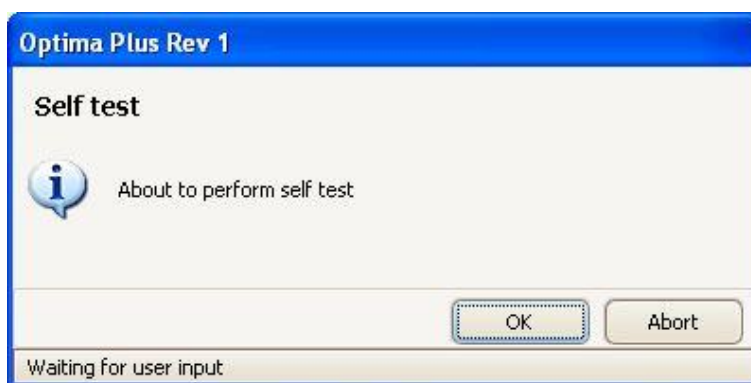 Optima Plus Rev 1
Self test
About to perform self test
OK Abort
Waiting for user input